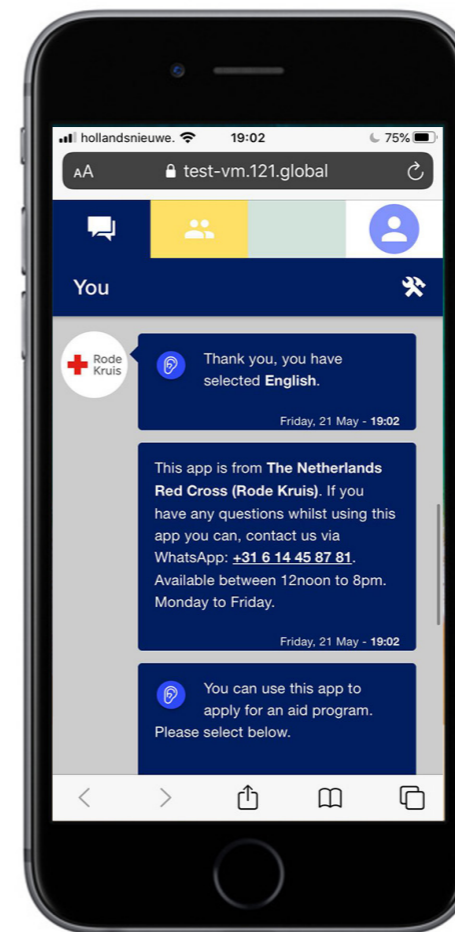 hollandsnieuwe. 19:02 75%
AA test-vm.121.global
You
Rode
Kruis
Thank you, you have
selected English.
Friday, 21 May - 19:02
This app is from The Netherlands
Red Cross (Rode Kruis). If you
have any questions whilst using this
app you can, contact us via
WhatsApp: +31 6 14 45 87 81.
Available between 12noon to 8pm.
Monday to Friday.
Friday, 21 May - 19:02
You can use this app to
apply for an aid program.
Please select below.